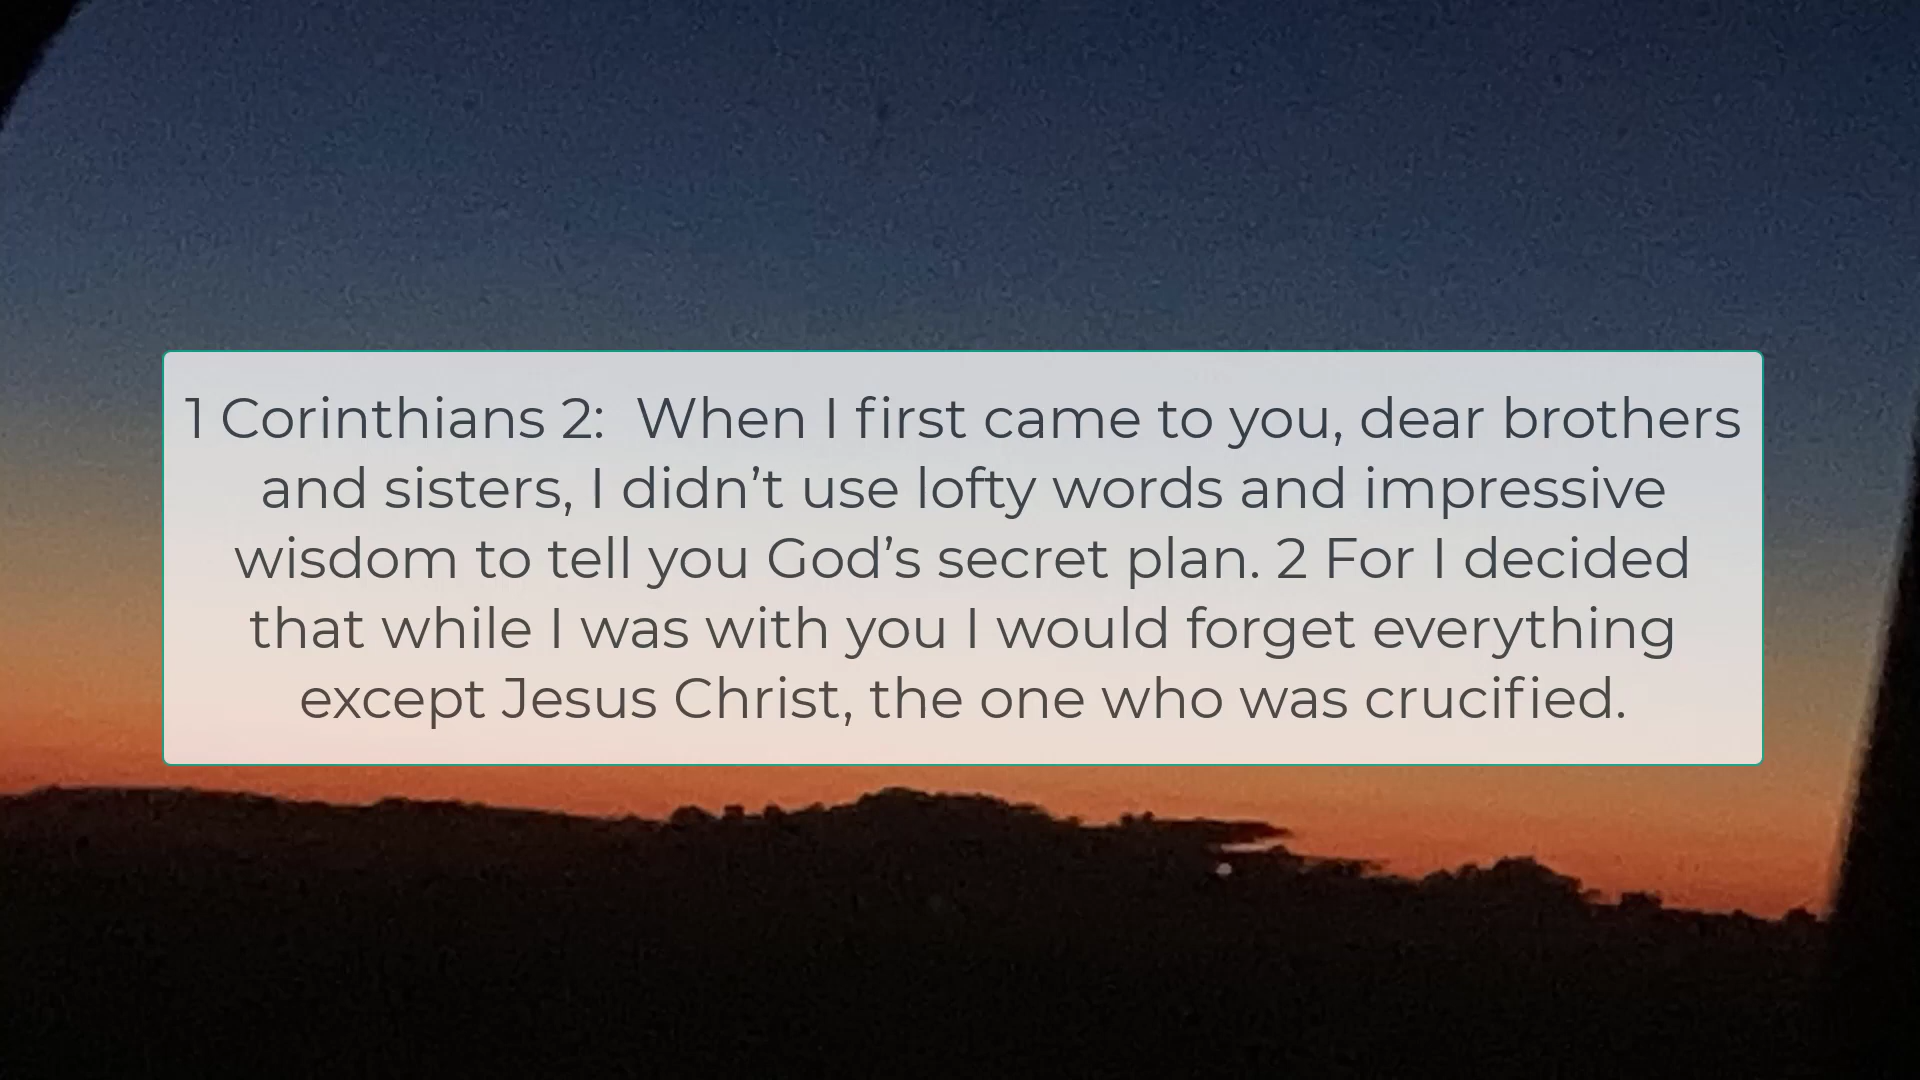 1 Corinthians 2:  When I first came to you, dear brothers
and sisters, I didn’t use lofty words and impressive
wisdom to tell you God’s secret plan. 2 For I decided
that while I was with you I would forget everything
except Jesus Christ, the one who was crucified.